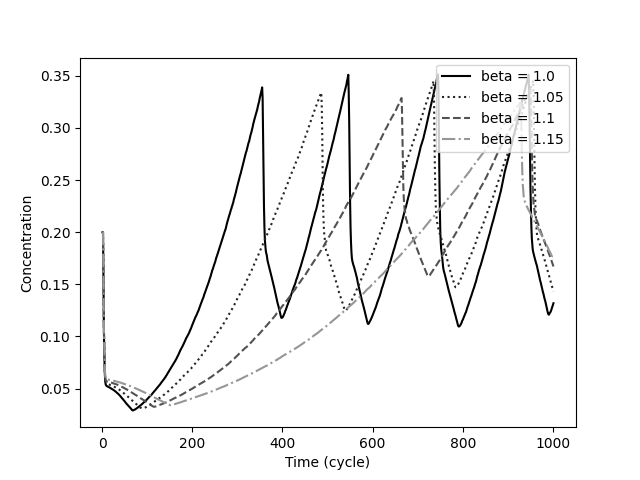 beta = 1.0
beta = 1.05
beta = 1.1
beta = 1.15
Concentration
0.35
0.30
0.25
0.20
0.15
0.10
0.05
0 200 400 600 800 1000
Time (cycle)